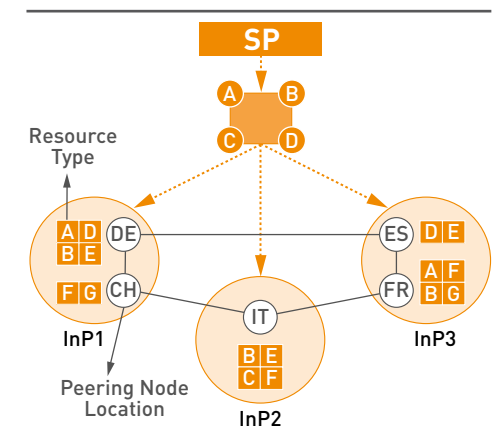 SP
A B
C D
Resource
Type
A D
B E
DE
F G
CH
InP1
Peering Node
Location
IT
B E
C F
InP2
ES
D E
FR
A F
B G
InP3